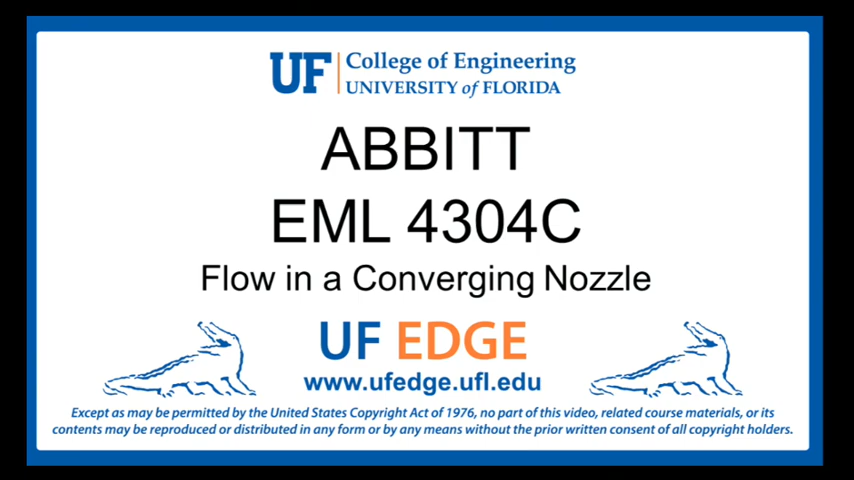 UF College of Engineering
UNIVERSITY of FLORIDA
ABBITT
EML 4304C
Flow in a Converging Nozzle
UF EDGE
www.ufedge.ufl.edu
Except as may be permitted by the United States Copyright Act of 1976, no part of this video, related course materials, or its
contents may be reproduced or distributed in any form or by any means without the prior written consent of all copyright holders.